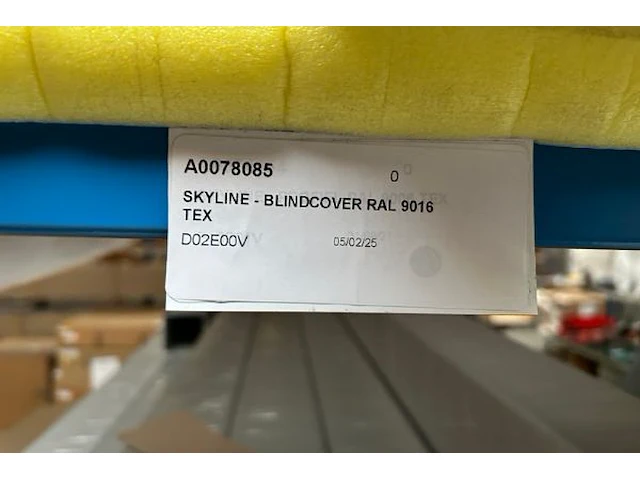 A0078085 0
SKYLINE - BLINDCOVER RAL 9016
TEX
D02E00V 05/02/25